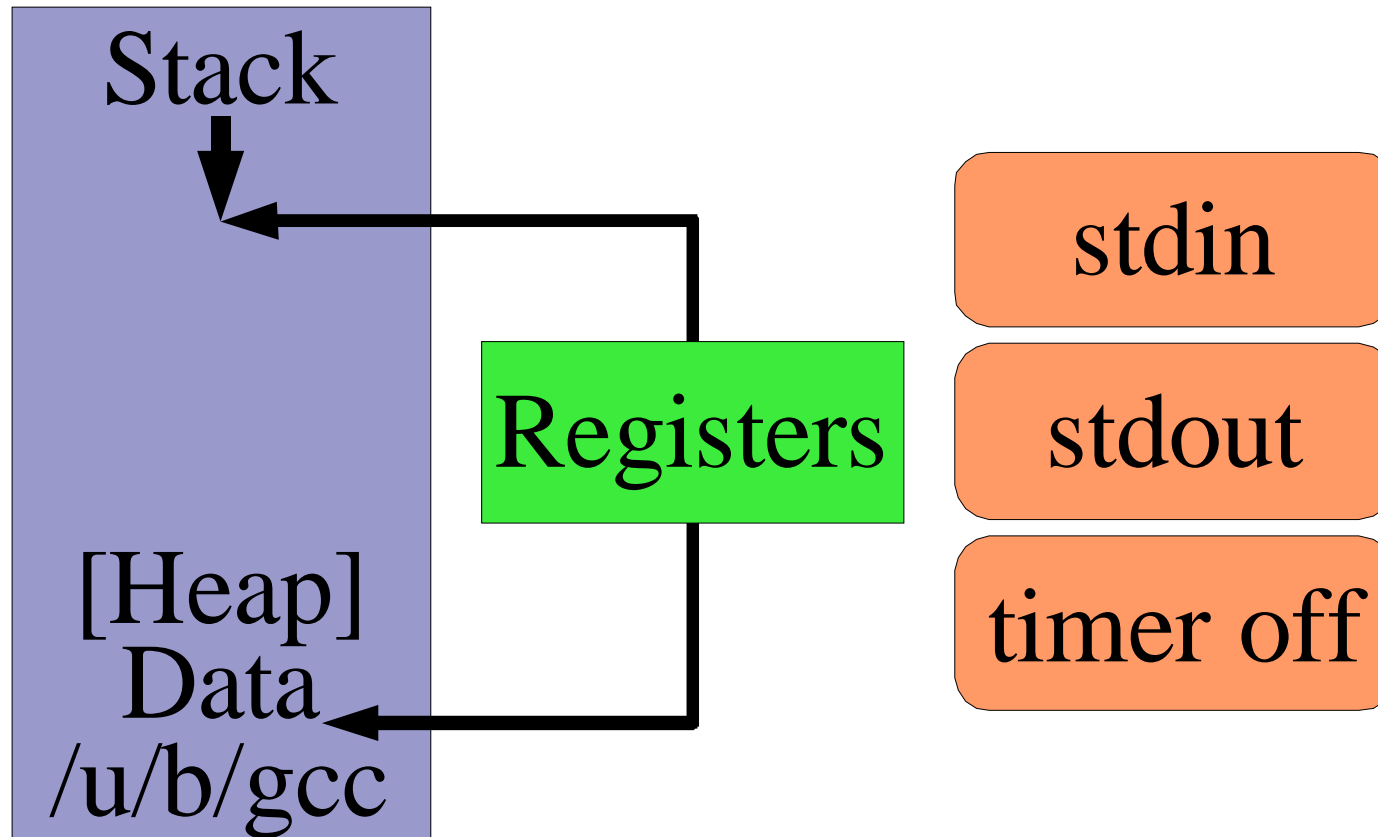 Stack
stdin
Registers
stdout
[Heap]
Data
timer off
/u/b/gcc